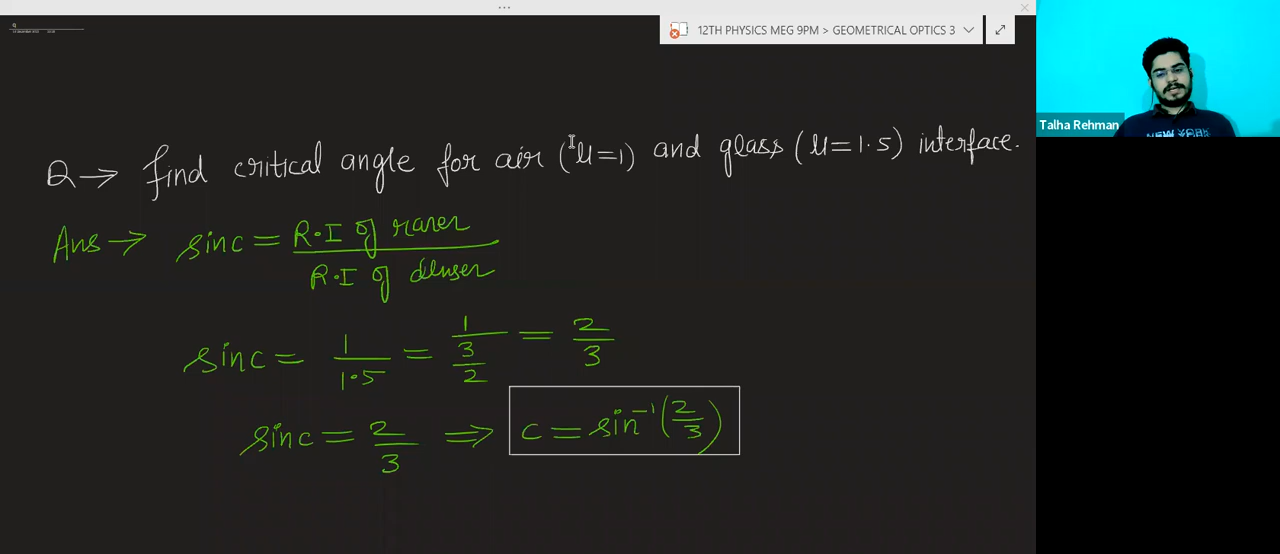 12TH PHYSICS MEG 9PM > GEOMETRICAL OPTICS 3
Talha Rehman
NEW YORK
Q → find critical angle for air (μ=1) and glass (μ=1.5) interface.
Ans → sinc = R.I of rarer / R.I of denser
sinc = 1/1.5 = 1/(3/2) = 2/3
sinc = 2/3 ⇒ c = sin⁻¹(2/3)